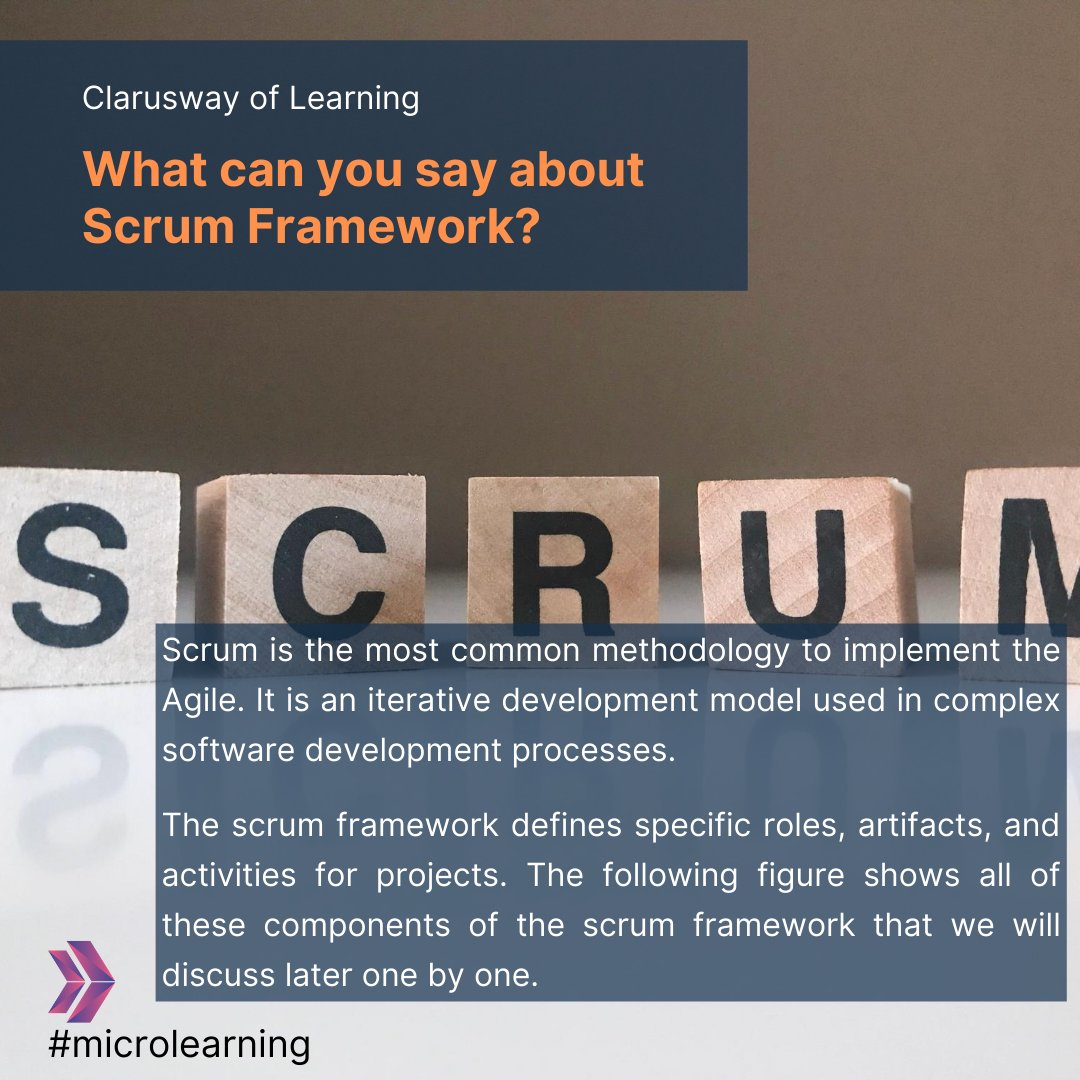 Clarusway of Learning
What can you say about
Scrum Framework?
SCRUM
Scrum is the most common methodology to implement the
Agile. It is an iterative development model used in complex
software development processes.
The scrum framework defines specific roles, artifacts, and
activities for projects. The following figure shows all of
these components of the scrum framework that we will
discuss later one by one.
#microlearning